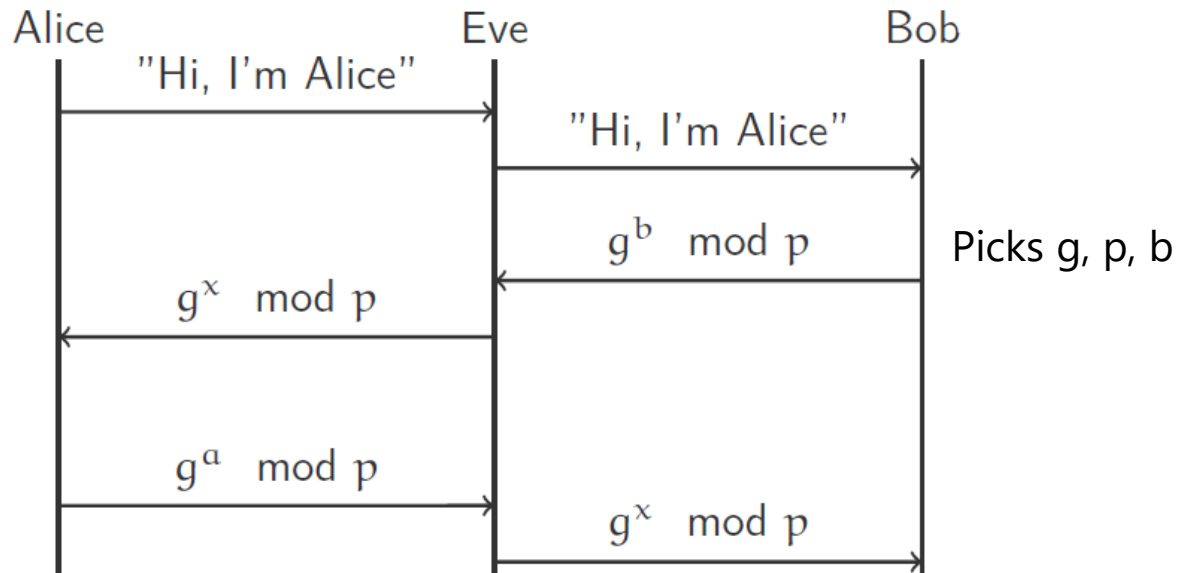 Alice Eve Bob
"Hi, I'm Alice"
"Hi, I'm Alice"
g^b mod p Picks g, p, b
g^x mod p
g^a mod p
g^x mod p